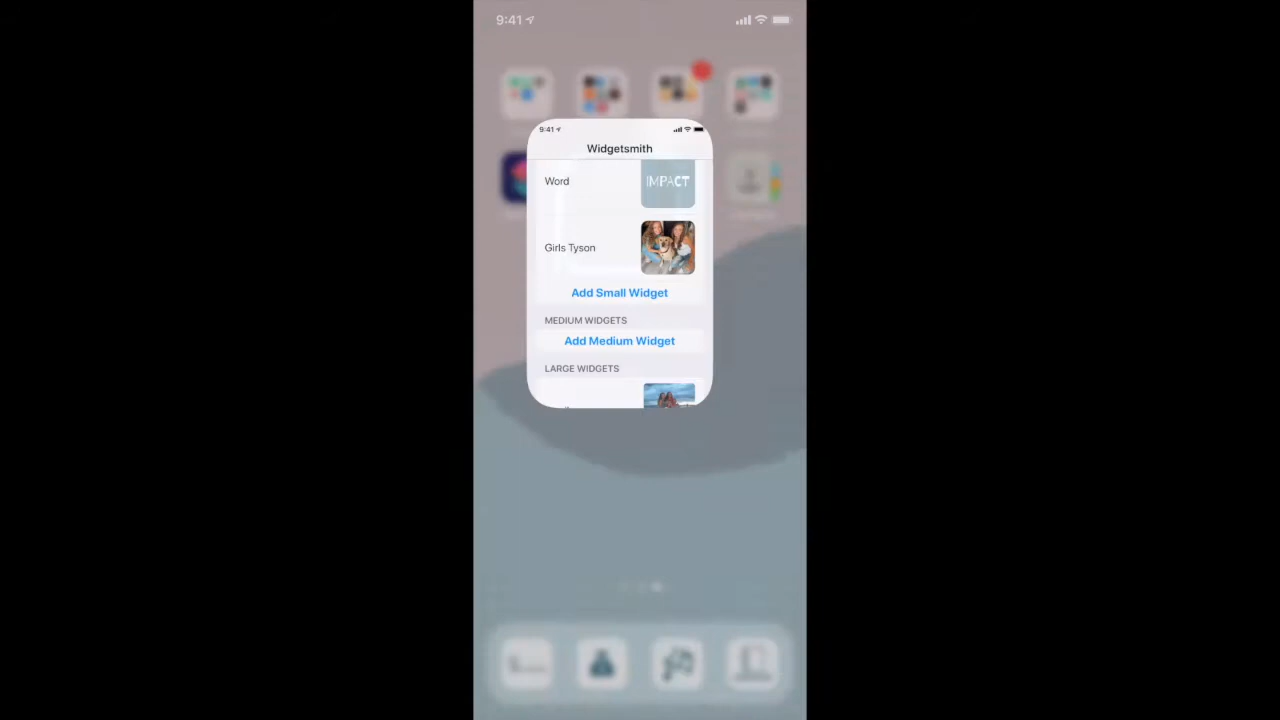 9:41
9:41
Widgetsmith
Word
IMPACT
Girls Tyson
Add Small Widget
MEDIUM WIDGETS
Add Medium Widget
LARGE WIDGETS